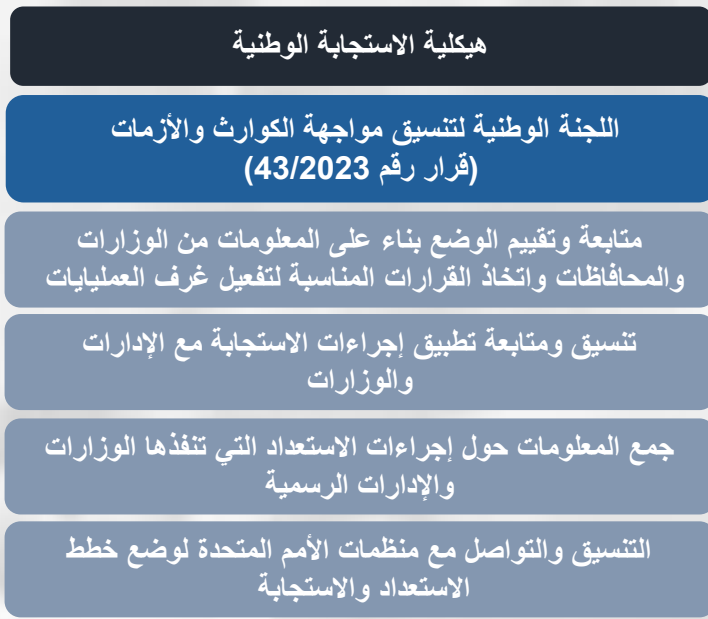 هيكلية الاستجابة الوطنية
اللجنة الوطنية لتنسيق مواجهة الكوارث والأزمات
(قرار رقم 43/2023)
متابعة وتقييم الوضع بناء على المعلومات من الوزارات
والمحافاظات واتخاذ القرارات المناسبة لتفعيل غرف العمليايات
تنسيق ومتابعة تطبيق إجراءات الاستجابة مع الإدارات
والوزارات
جمع المعلومات حول إجراءات الاستعداد التي تنفذها الوزارات
والإدارات الرسمية
التنسيق والتواصل مع منظمات الأمم المتحدة لوضع خطط
الاستعداد والاستجابة